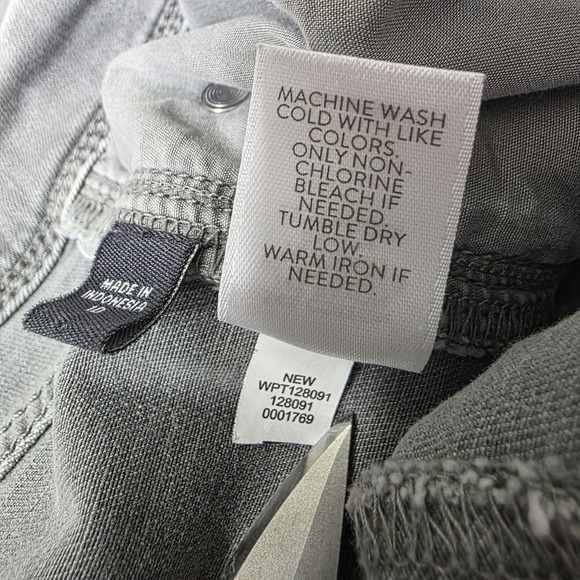 MACHINE WASH
COLD WITH LIKE
COLORS.
ONLY NON-
CHLORINE
BLEACH IF
NEEDED.
TUMBLE DRY
LOW.
WARM IRON IF
NEEDED.
MADE IN
INDONESIA
ID
NEW
WPT128091
128091
0001769